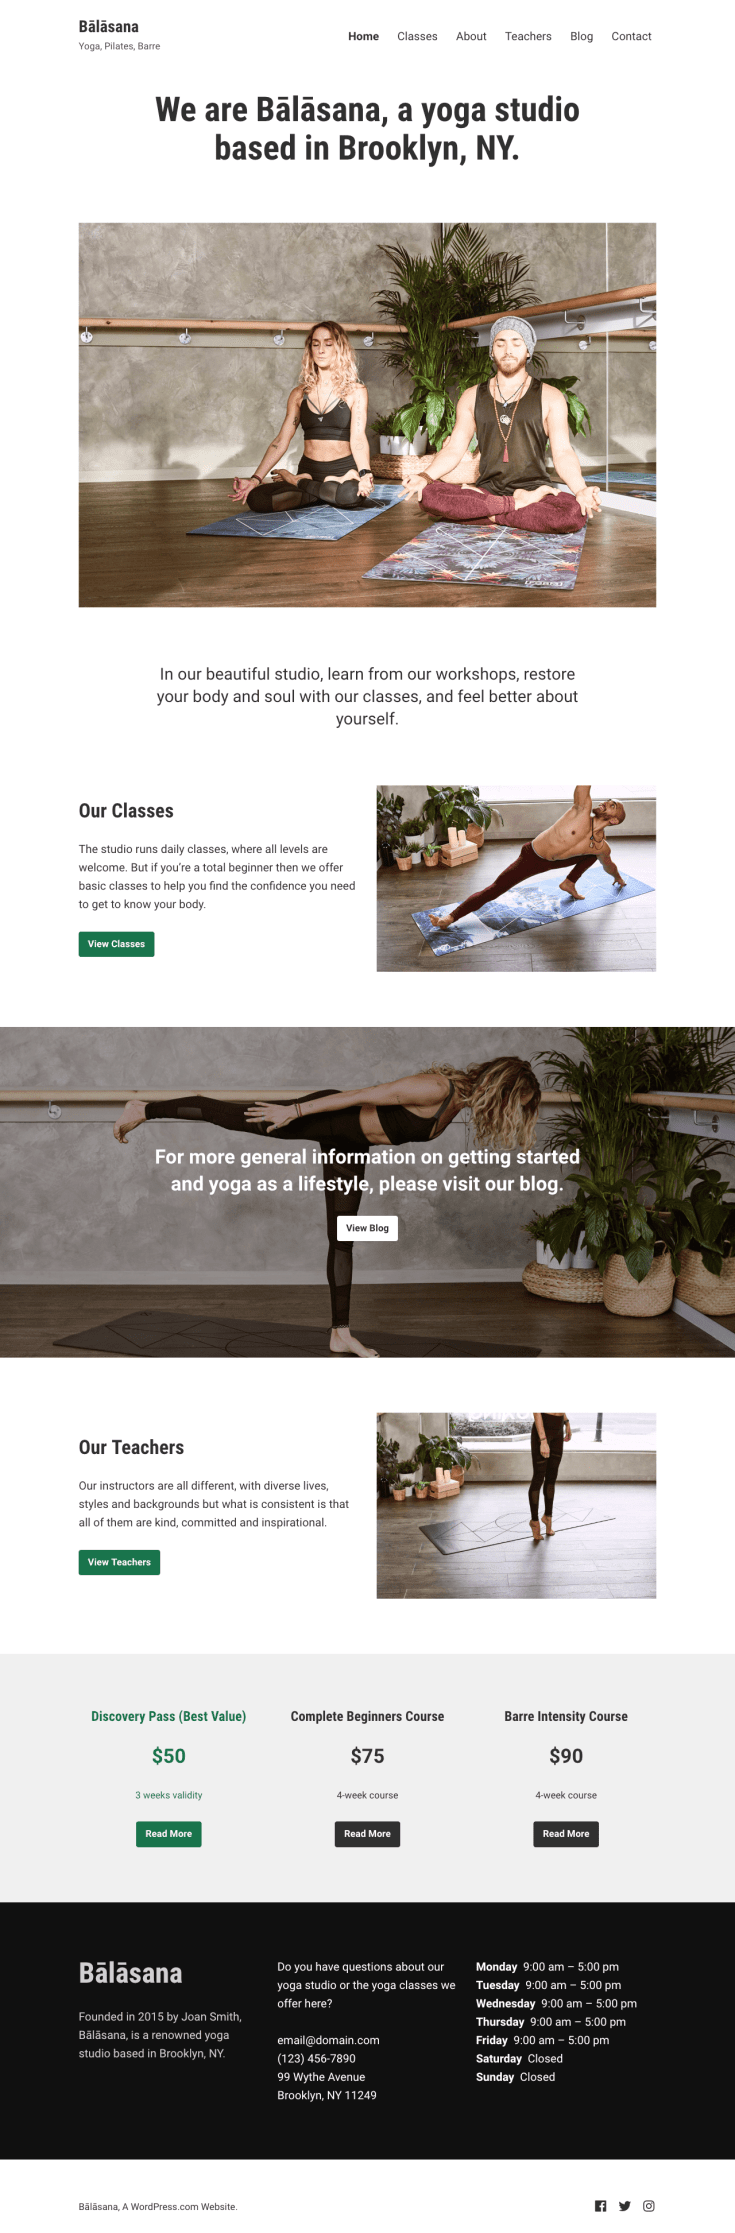 Bālāsana
Yoga, Pilates, Barre
Home Classes About Teachers Blog Contact
We are Bālāsana, a yoga studio
based in Brooklyn, NY.
In our beautiful studio, learn from our workshops, restore
your body and soul with our classes, and feel better about
yourself.
Our Classes
The studio runs daily classes, where all levels are
welcome. But if you're a total beginner then we offer
basic classes to help you find the confidence you need
to get to know your body.
View Classes
For more general information on getting started
and yoga as a lifestyle, please visit our blog.
View Blog
Our Teachers
Our instructors are all different, with diverse lives,
styles and backgrounds but what is consistent is that
all of them are kind, committed and inspirational.
View Teachers
Discovery Pass (Best Value)
$50
3 weeks validity
Read More
Complete Beginners Course
$75
4-week course
Read More
Barre Intensity Course
$90
4-week course
Read More
Bālāsana
Founded in 2015 by Joan Smith,
Bālāsana, is a renowned yoga
studio based in Brooklyn, NY.
Do you have questions about our
yoga studio or the yoga classes we
offer here?
email@domain.com
(123) 456-7890
99 Wythe Avenue
Brooklyn, NY 11249
Monday 9:00 am – 5:00 pm
Tuesday 9:00 am – 5:00 pm
Wednesday 9:00 am – 5:00 pm
Thursday 9:00 am – 5:00 pm
Friday 9:00 am – 5:00 pm
Saturday Closed
Sunday Closed
Bālāsana, A WordPress.com Website.